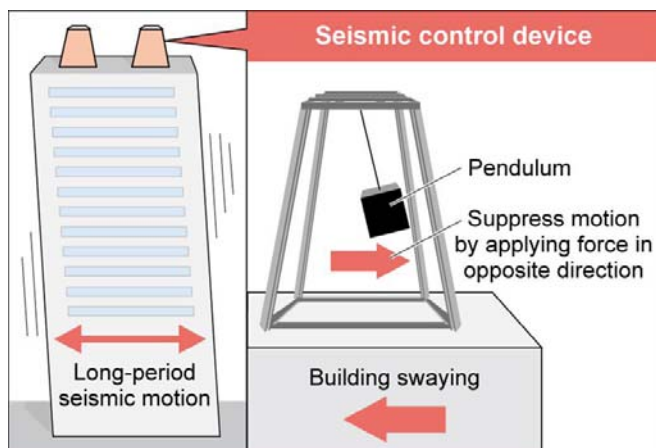 Seismic control device
Pendulum
Suppress motion
by applying force in
opposite direction
Long-period
seismic motion
Building swaying